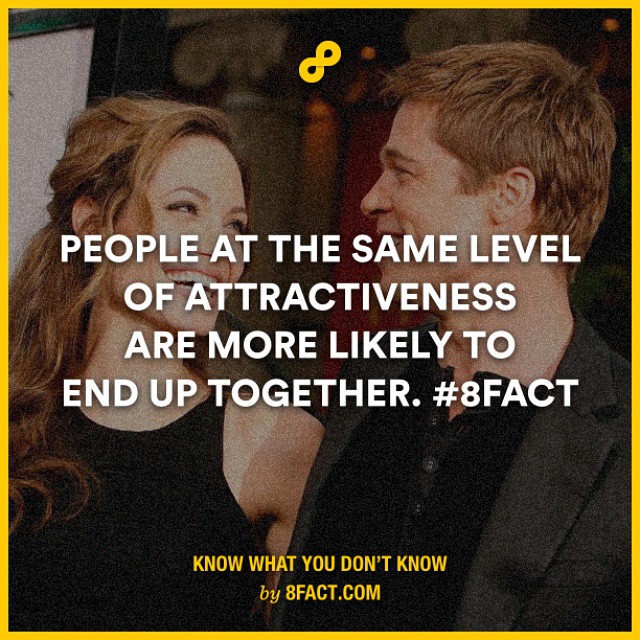 PEOPLE AT THE SAME LEVEL
OF ATTRACTIVENESS
ARE MORE LIKELY TO
END UP TOGETHER. #8FACT
KNOW WHAT YOU DON'T KNOW
by 8FACT.COM